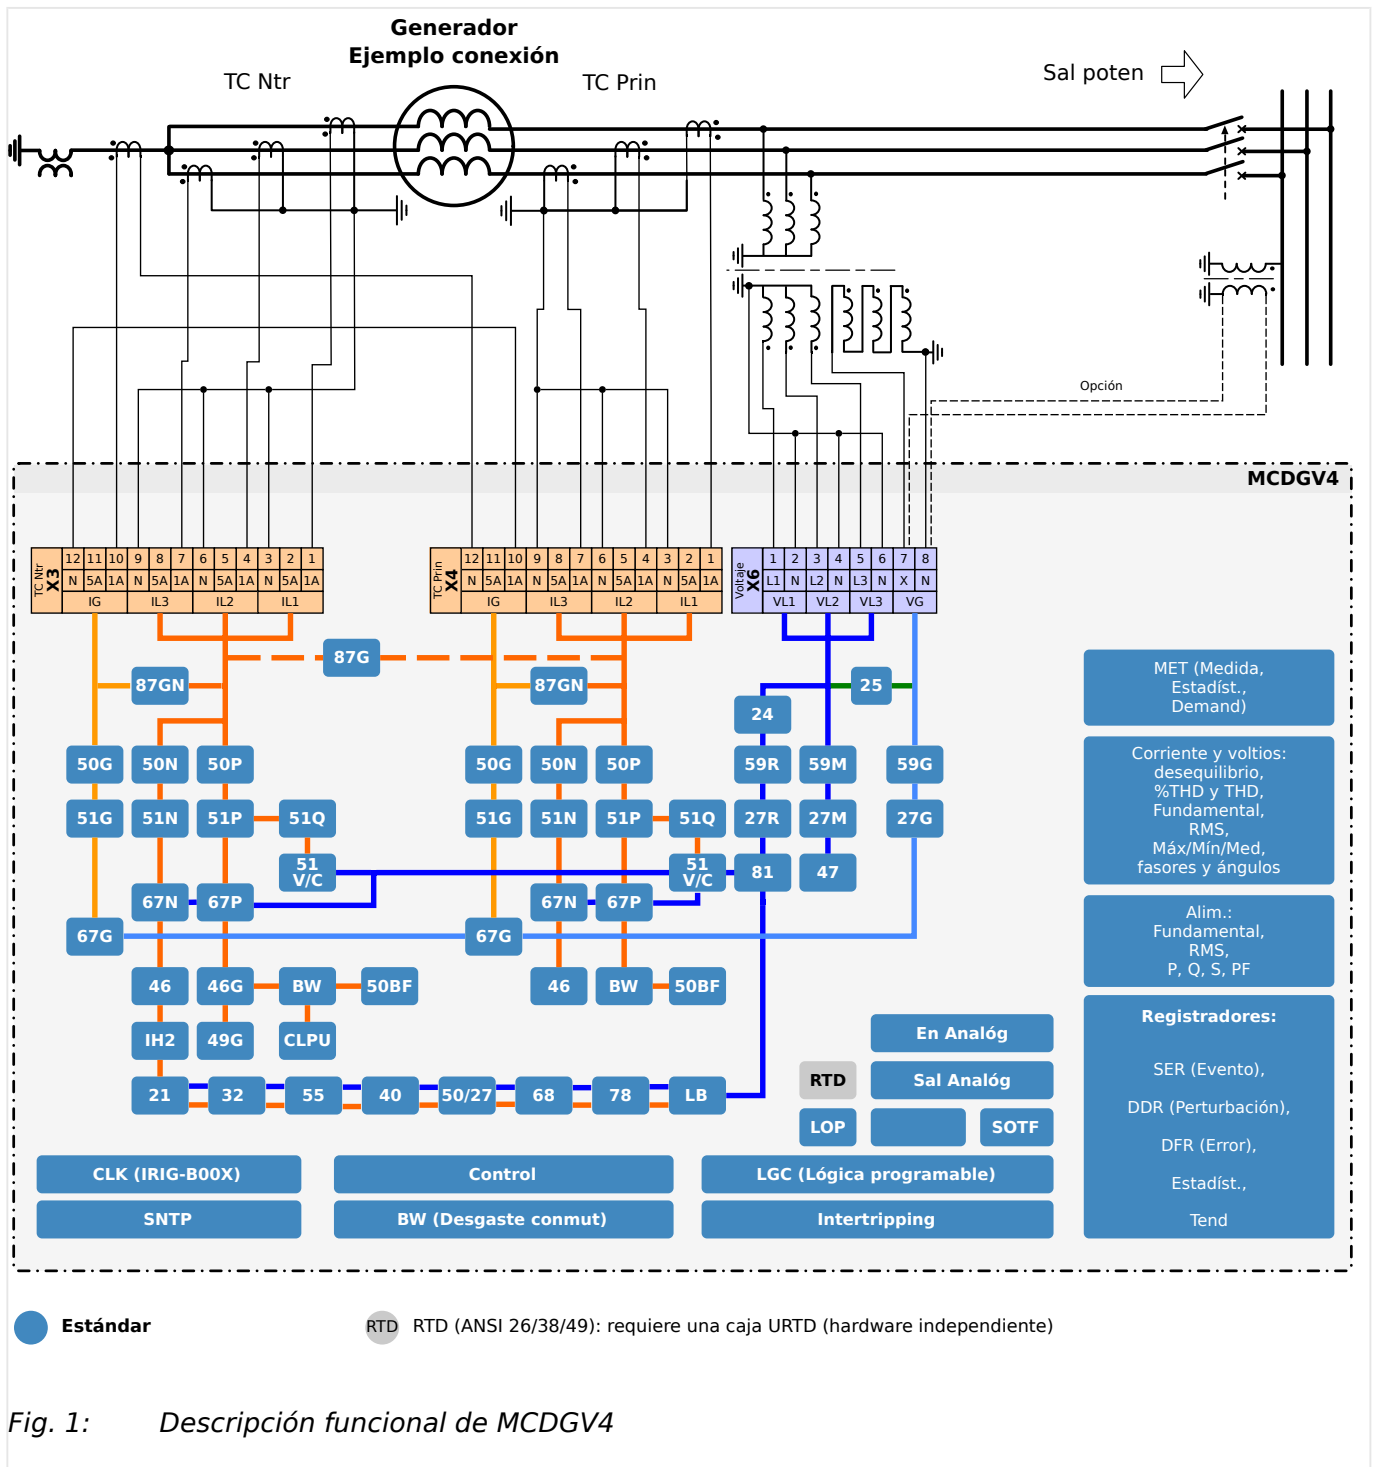 Generador
Ejemplo conexión
TC Ntr
TC Prin
Sal poten
Opción
MCDGV4
TC Ntr
X3
12 11 10 9 8 7 6 5 4 3 2 1
N 5A 1A N 5A 1A N 5A 1A N 5A 1A
IG IL3 IL2 IL1
TC Prin
X4
12 11 10 9 8 7 6 5 4 3 2 1
N 5A 1A N 5A 1A N 5A 1A N 5A 1A
IG IL3 IL2 IL1
Voltaje
X6
1 2 3 4 5 6 7 8
L1 N L2 N L3 N X N
VL1 VL2 VL3 VG
87G
87GN
87GN
25
24
50G 50N 50P 50G 50N 50P 59R 59M 59G
51G 51N 51P 51Q 51G 51N 51P 51Q 27R 27M 27G
51
V/C
51
V/C
81
47
67N 67P 67N 67P
67G 67G
46 46G BW 50BF 46 BW 50BF
IH2 49G CLPU
21 32 55 40 50/27 68 78 LB
En Analóg
RTD
Sal Analóg
LOP
SOTF
CLK (IRIG-B00X)
Control
LGC (Lógica programable)
SNTP
BW (Desgaste conmut)
Intertripping
MET (Medida,
Estadíst.,
Demand)
Corriente y voltios:
desequilibrio,
%THD y THD,
Fundamental,
RMS,
Máx/Mín/Med,
fasores y ángulos
Alim.:
Fundamental,
RMS,
P, Q, S, PF
Registradores:
SER (Evento),
DDR (Perturbación),
DFR (Error),
Estadíst.,
Tend
Estándar
RTD
RTD (ANSI 26/38/49): requiere una caja URTD (hardware independiente)
Fig. 1: Descripción funcional de MCDGV4